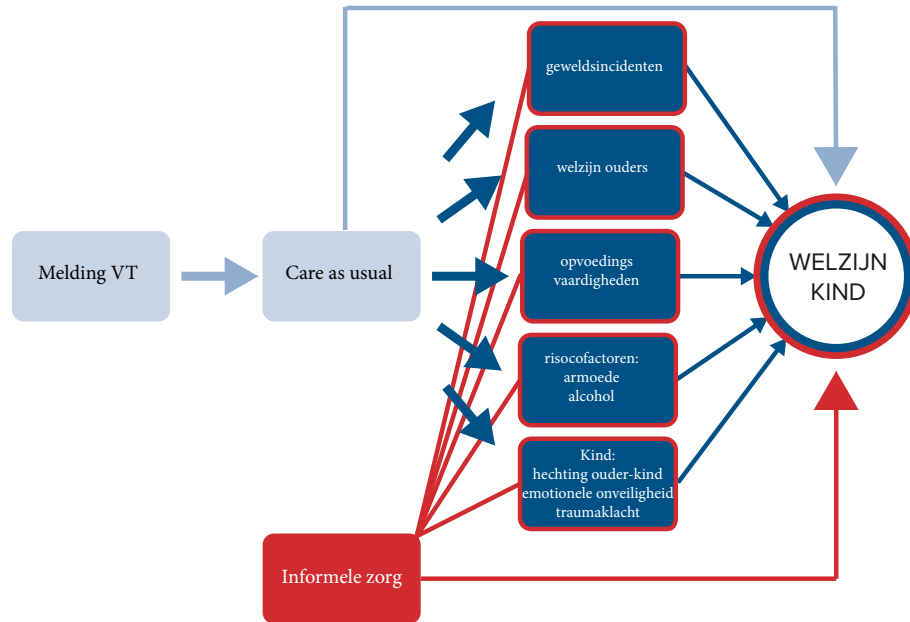 geweldsincidenten
welzijn ouders
Melding VT
Care as usual
opvoedings
vaardigheden
WELZIJN
KIND
risocofactoren:
armoede
alcohol
Kind:
hechting ouder-kind
emotionele onveiligheid
traumaklacht
Informele zorg